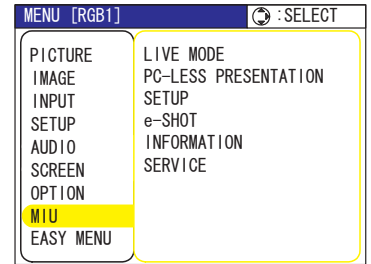 MENU [RGB1] :SELECT
PICTURE
IMAGE
INPUT
SETUP
AUDIO
SCREEN
OPTION
MIU
EASY MENU
LIVE MODE
PC-LESS PRESENTATION
SETUP
e-SHOT
INFORMATION
SERVICE